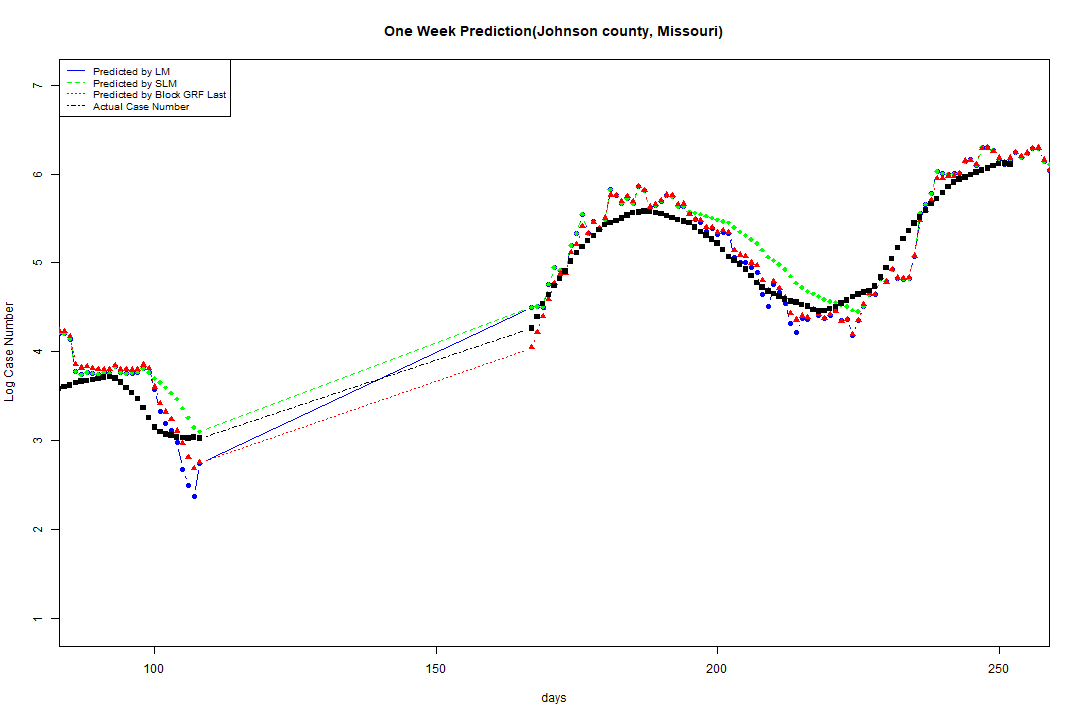 One Week Prediction(Johnson county, Missouri)
Predicted by LM
Predicted by SLM
Predicted by Block GRF Last
Actual Case Number
7
6
5
4
3
2
1
Log Case Number
100 150 200 250
days